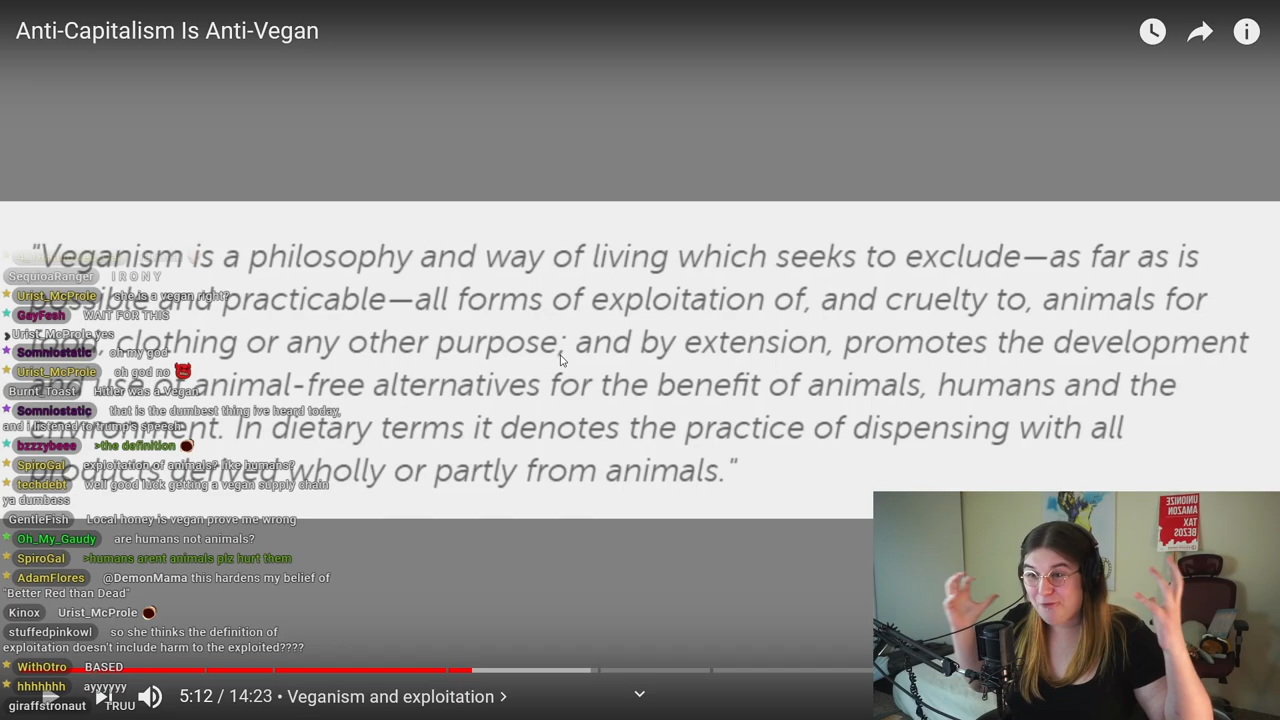 Anti-Capitalism Is Anti-Vegan
"Veganism is a philosophy and way of living which seeks to exclude—as far as is
possible and practicable—all forms of exploitation of, and cruelty to, animals for
clothing or any other purpose; and by extension, promotes the development
animal-free alternatives for the benefit of animals, humans and the
In dietary terms it denotes the practice of dispensing with all
products derived wholly or partly from animals."
SequoiaRanger I R O N Y
Urist_McProle she is a vegan right?
GayFesh WAIT FOR THIS
Urist_McProle yes
Somniostatic oh my god
Urist_McProle oh god no
Burnt_Toast Hitler was a Vegan
Somniostatic that is the dumbest thing ive heard today,
and i listened to trump's speech
bzzzybeee >the definition
SpiroGal exploitation of animals? like humans?
techdebt well good luck getting a vegan supply chain
ya dumbass
GentleFish Local honey is vegan prove me wrong
Oh_My_Gaudy are humans not animals?
SpiroGal >humans arent animals plz hurt them
AdamFlores @DemonMama this hardens my belief of
"Better Red than Dead"
Kinox Urist_McProle
stuffedpinkowl so she thinks the definition of
exploitation doesn't include harm to the exploited????
WithOtro BASED
hhhhhh ayyyyyy
giraffstronaut TRUU
5:12 / 14:23 • Veganism and exploitation
UNIONIZE
AMAZON
TAX
BEZOS